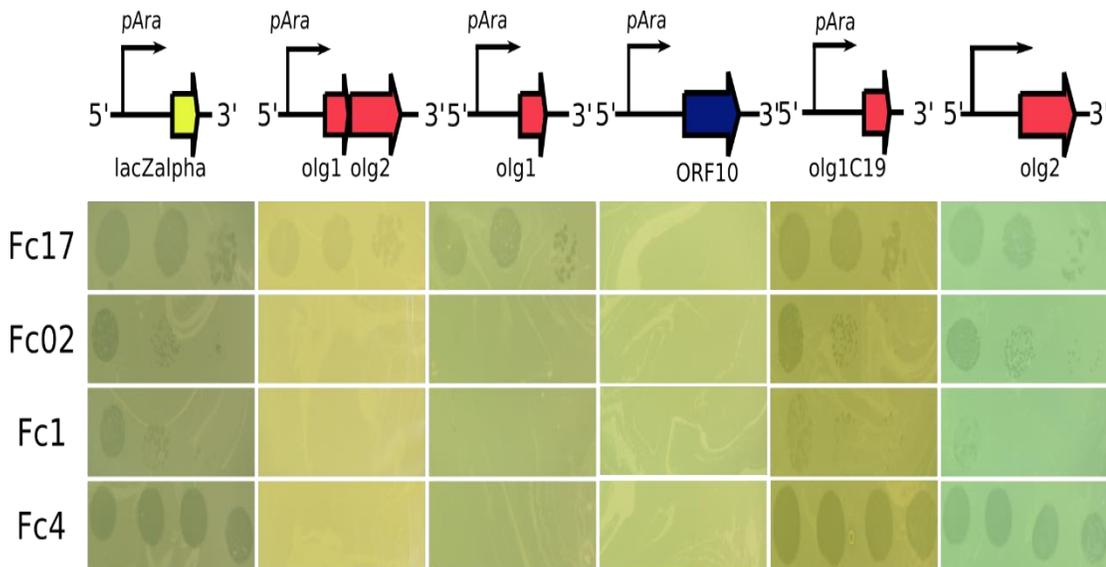 pAra pAra pAra pAra pAra
5' 3' 5' 3' 5' 3' 5' 3' 5' 3' 5' 3
lacZalpha olg1 olg2 olg1 ORF10 olg1C19 olg2
Fc17
Fc02
Fc1
Fc4